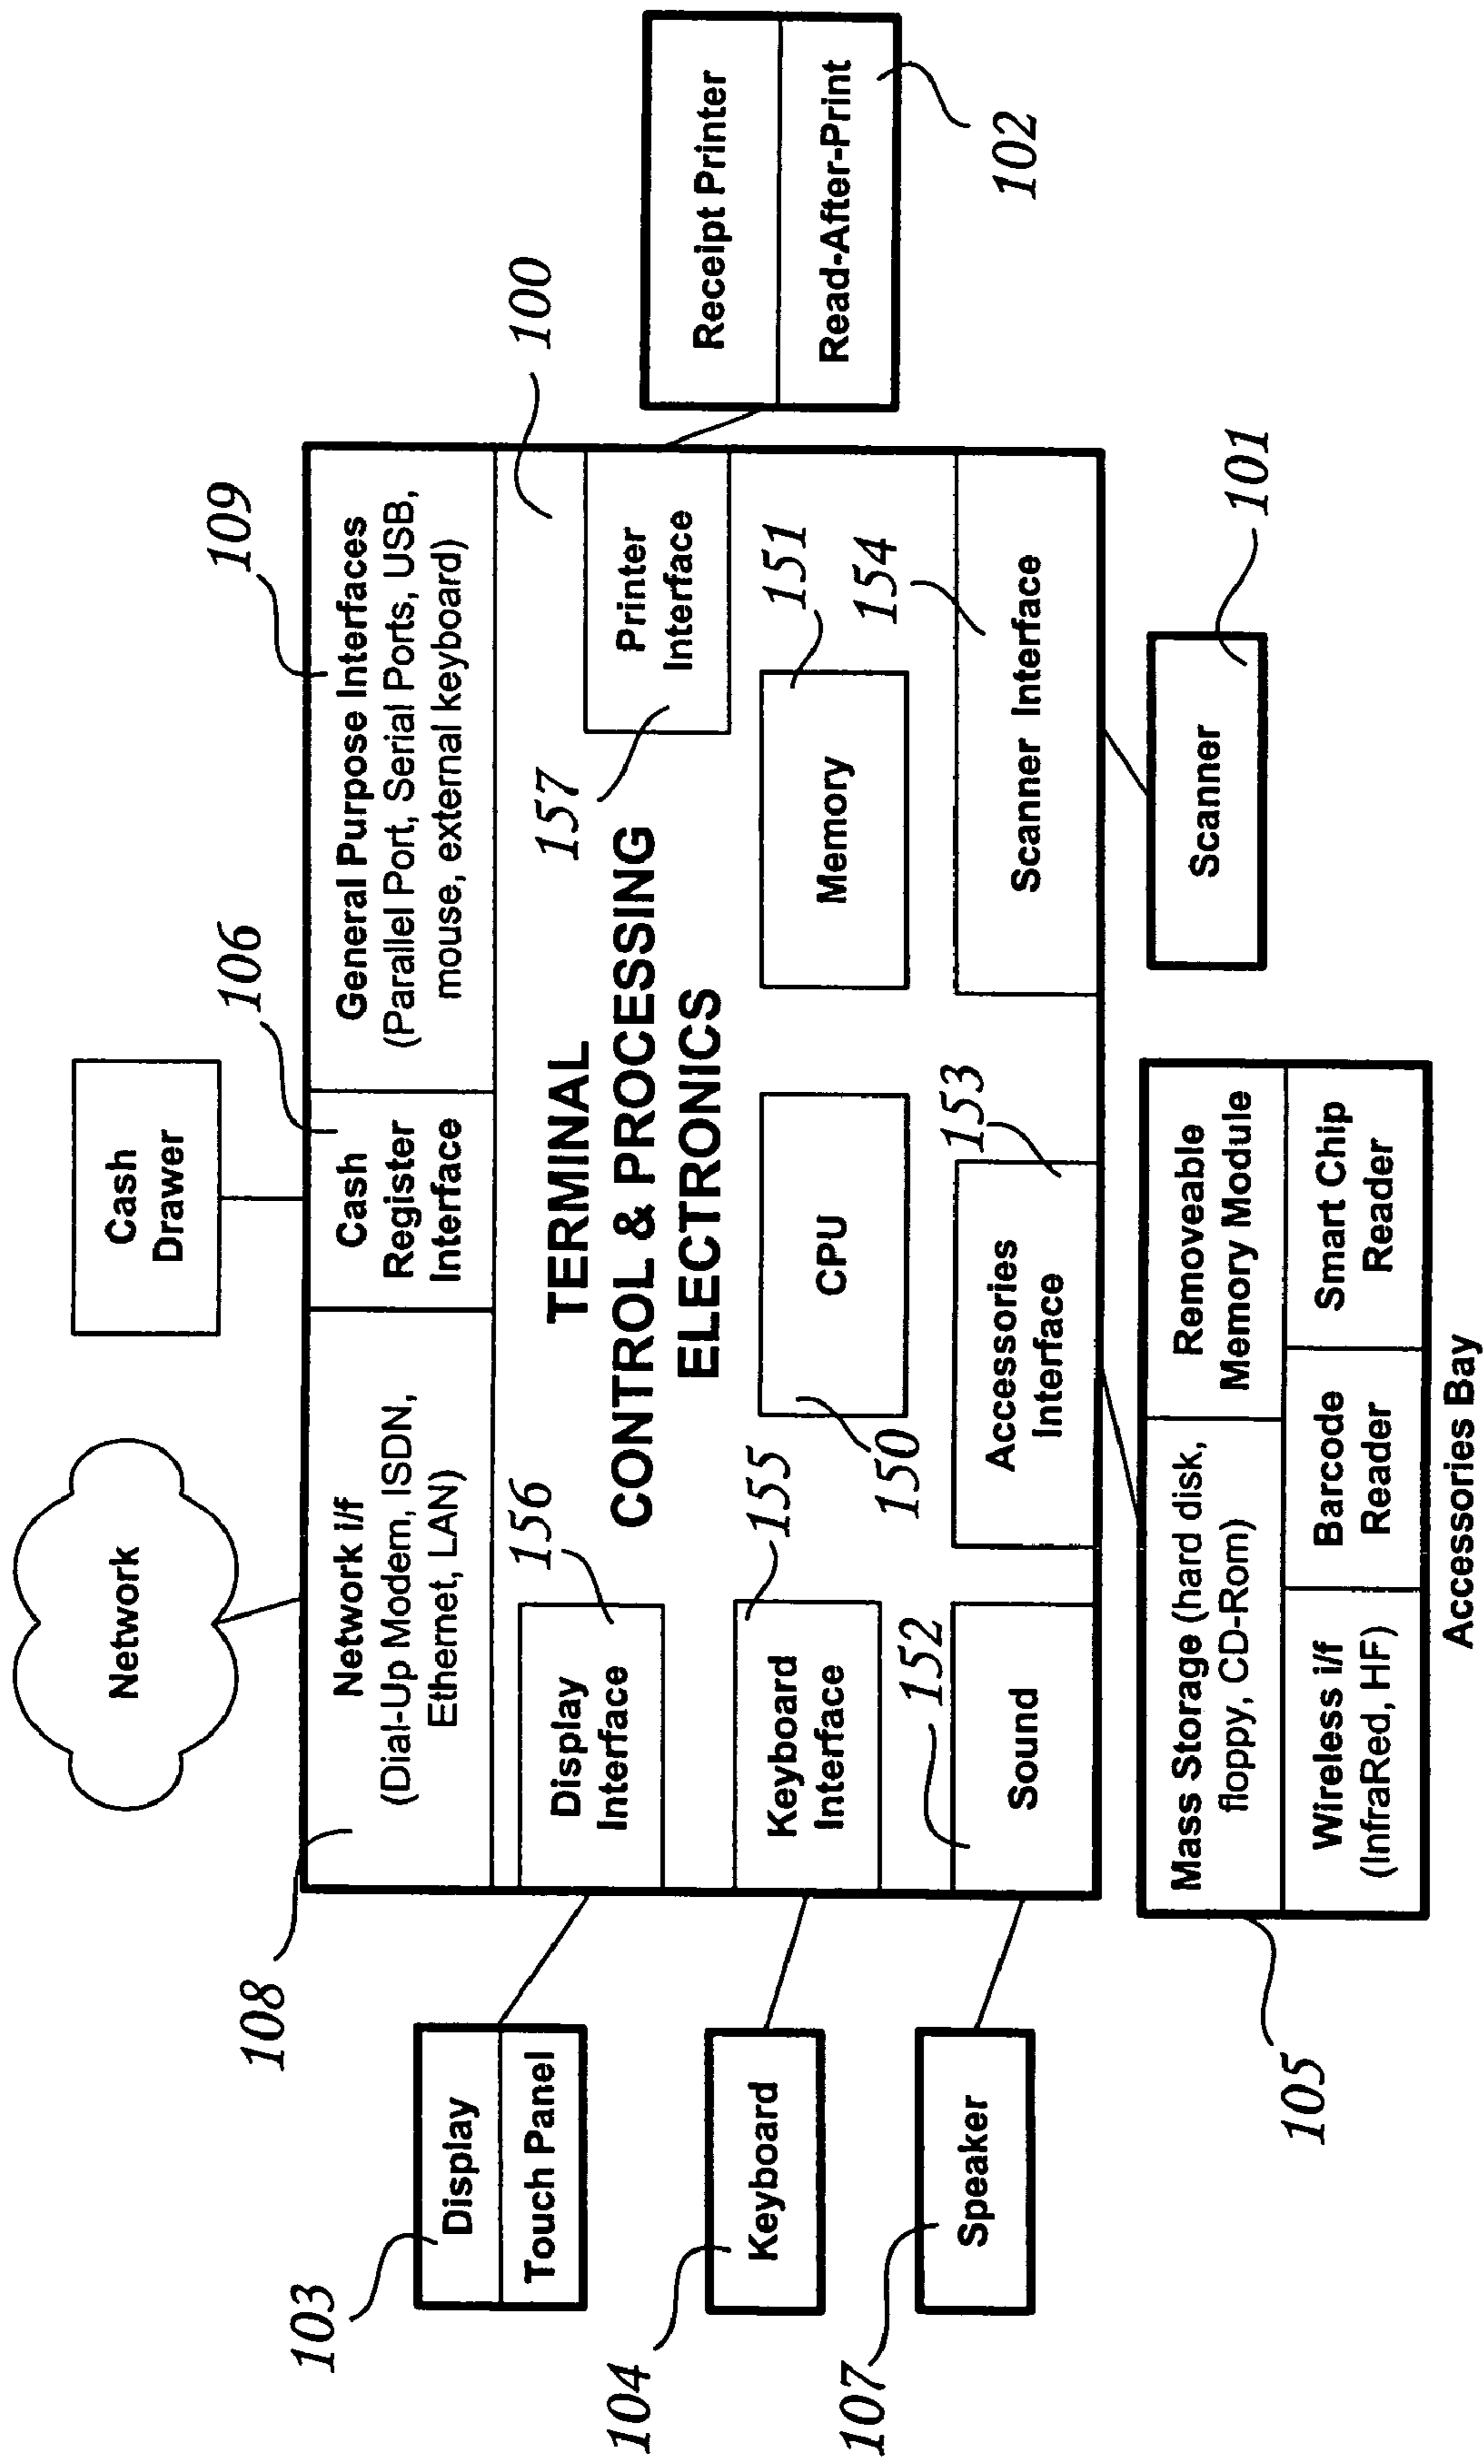 Network
Cash
Drawer
108
106
109
Network i/f
(Dial-Up Modem, ISDN,
Ethernet, LAN)
Cash
Register
Interface
General Purpose Interfaces
(Parallel Port, Serial Ports, USB,
mouse, external keyboard)
103
Display
Touch Panel
156
Display
Interface
TERMINAL
CONTROL & PROCESSING
ELECTRONICS
157
100
Printer
Interface
Receipt Printer
Read-After-Print
102
104
Keyboard
155
Keyboard
Interface
CPU
150
Memory
151
107
Speaker
152
Sound
153
Accessories
Interface
154
Scanner Interface
105
Mass Storage (hard disk,
floppy, CD-Rom)
Removeable
Memory Module
Wireless i/f
(InfraRed, HF)
Barcode
Reader
Smart Chip
Reader
Accessories Bay
Scanner
101